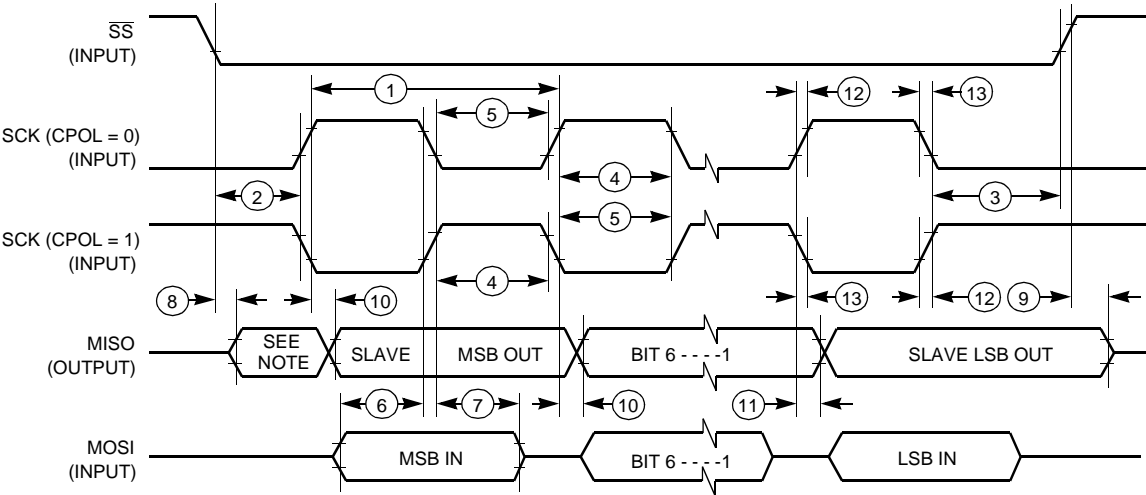 SS
(INPUT)
1
12
13
5
SCK (CPOL = 0)
(INPUT)
2
4
3
5
SCK (CPOL = 1)
(INPUT)
4
8
10
13
12
9
MISO
(OUTPUT)
SEE
NOTE
SLAVE
MSB OUT
BIT 6 - - - -1
SLAVE LSB OUT
6
7
10
11
MOSI
(INPUT)
MSB IN
BIT 6 - - - -1
LSB IN